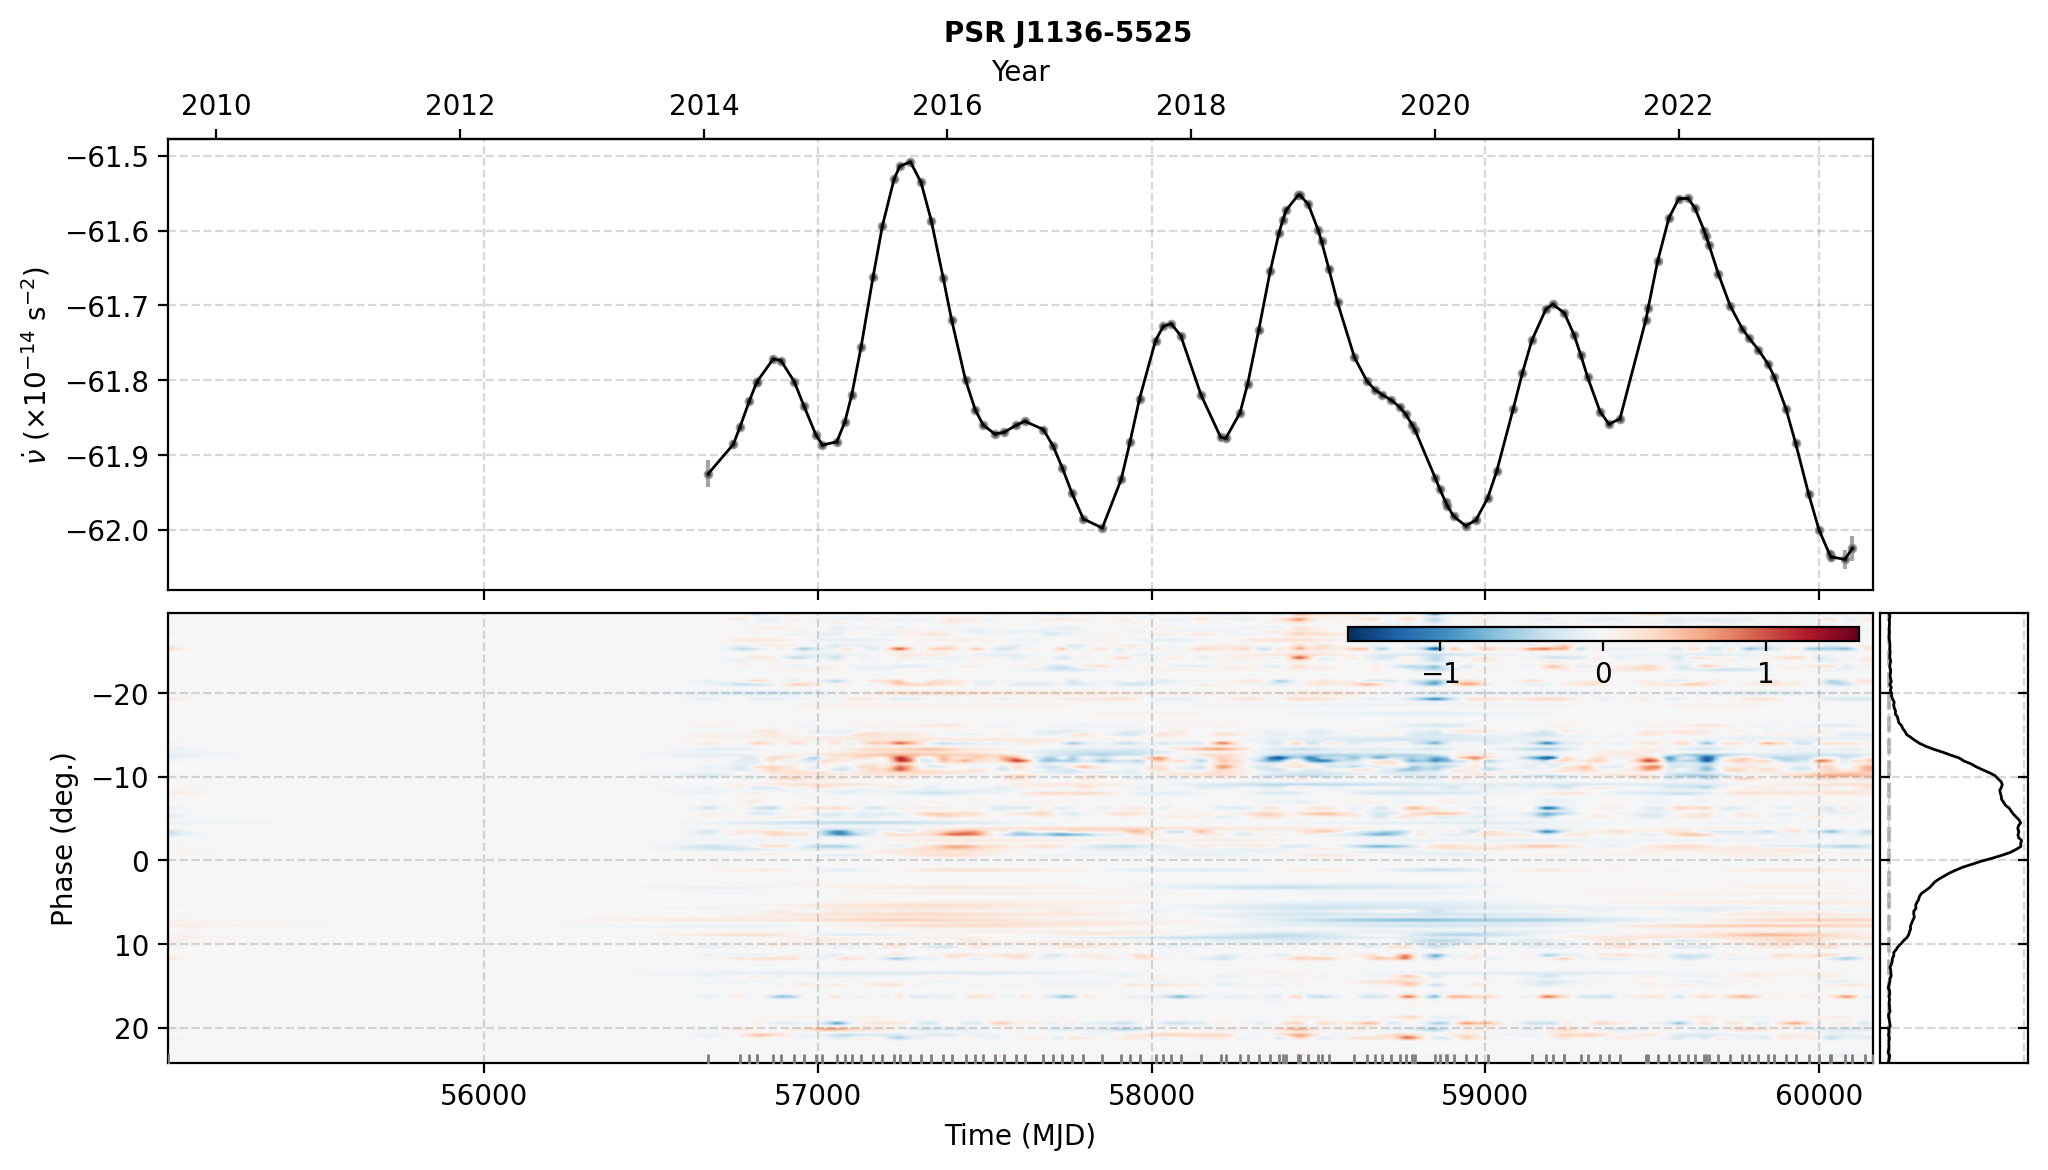 PSR J1136-5525
Year
2010 2012 2014 2016 2018 2020 2022
−61.5
−61.6
−61.7
−61.8
−61.9
−62.0
ν̇ (×10⁻¹⁴ s⁻²)
−1 0 1
−20
−10
0
10
20
Phase (deg.)
56000 57000 58000 59000 60000
Time (MJD)